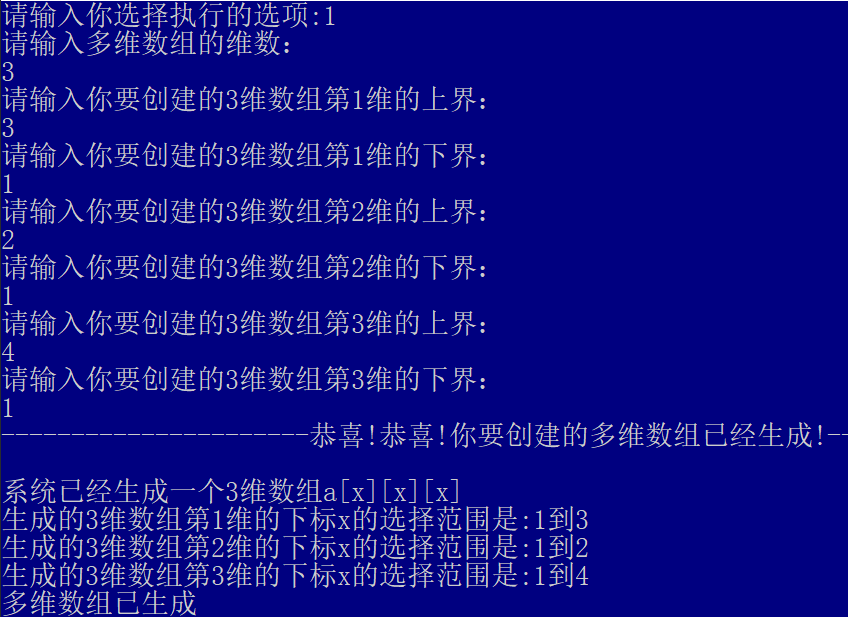 请输入你选择执行的选项:1
请输入多维数组的维数：
3
请输入你要创建的3维数组第1维的上界：
3
请输入你要创建的3维数组第1维的下界：
1
请输入你要创建的3维数组第2维的上界：
2
请输入你要创建的3维数组第2维的下界：
1
请输入你要创建的3维数组第3维的上界：
4
请输入你要创建的3维数组第3维的下界：
1
----------------------恭喜!恭喜!你要创建的多维数组已经生成!--
系统已经生成一个3维数组a[x][x][x]
生成的3维数组第1维的下标x的选择范围是:1到3
生成的3维数组第2维的下标x的选择范围是:1到2
生成的3维数组第3维的下标x的选择范围是:1到4
多维数组已生成